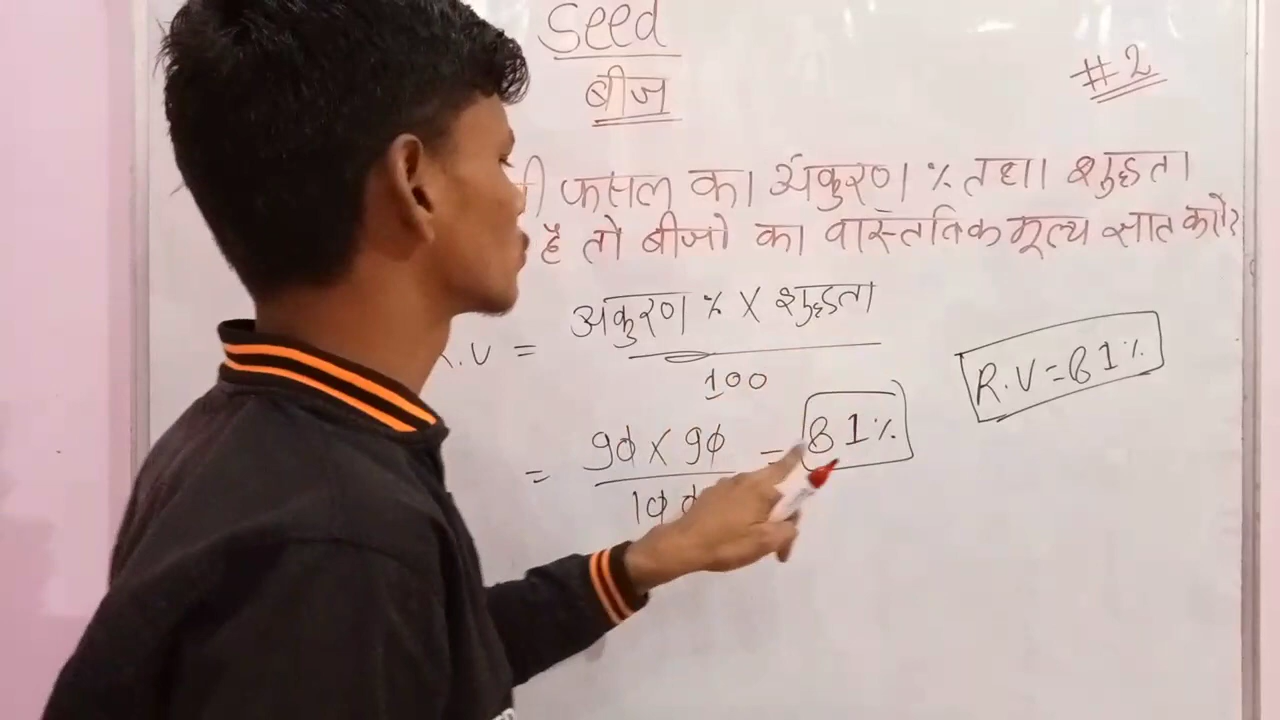 Seed
बीज
#2
फसल का अंकुरण % तथा शुद्धता
है तो बीजो का वास्तविक मूल्य ज्ञात करो?
R.V = अंकुरण % X शुद्धता
100
= 90 X 90 = 81%
100
R.V = 81%